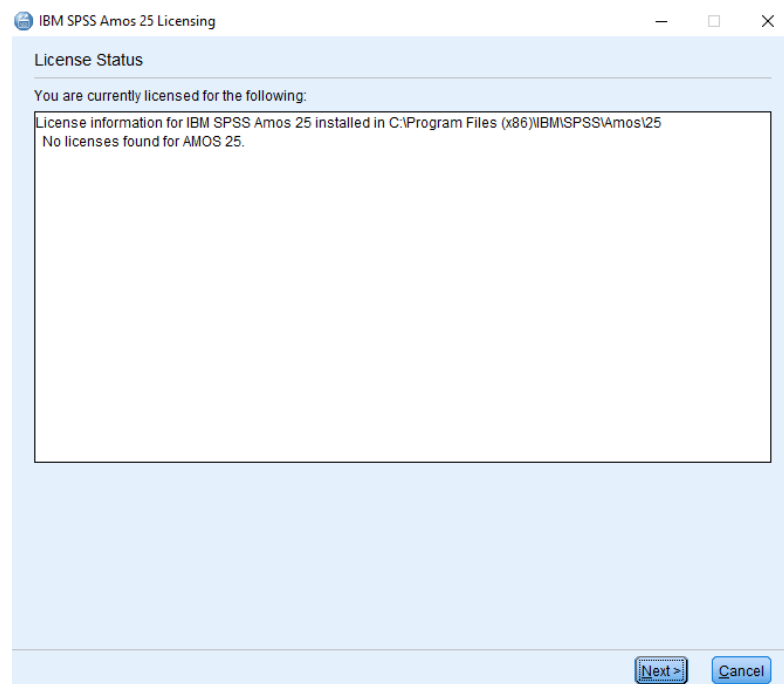 IBM SPSS Amos 25 Licensing
License Status
You are currently licensed for the following:
License information for IBM SPSS Amos 25 installed in C:\Program Files (x86)\IBM\SPSS\Amos\25
No licenses found for AMOS 25.
Next >
Cancel